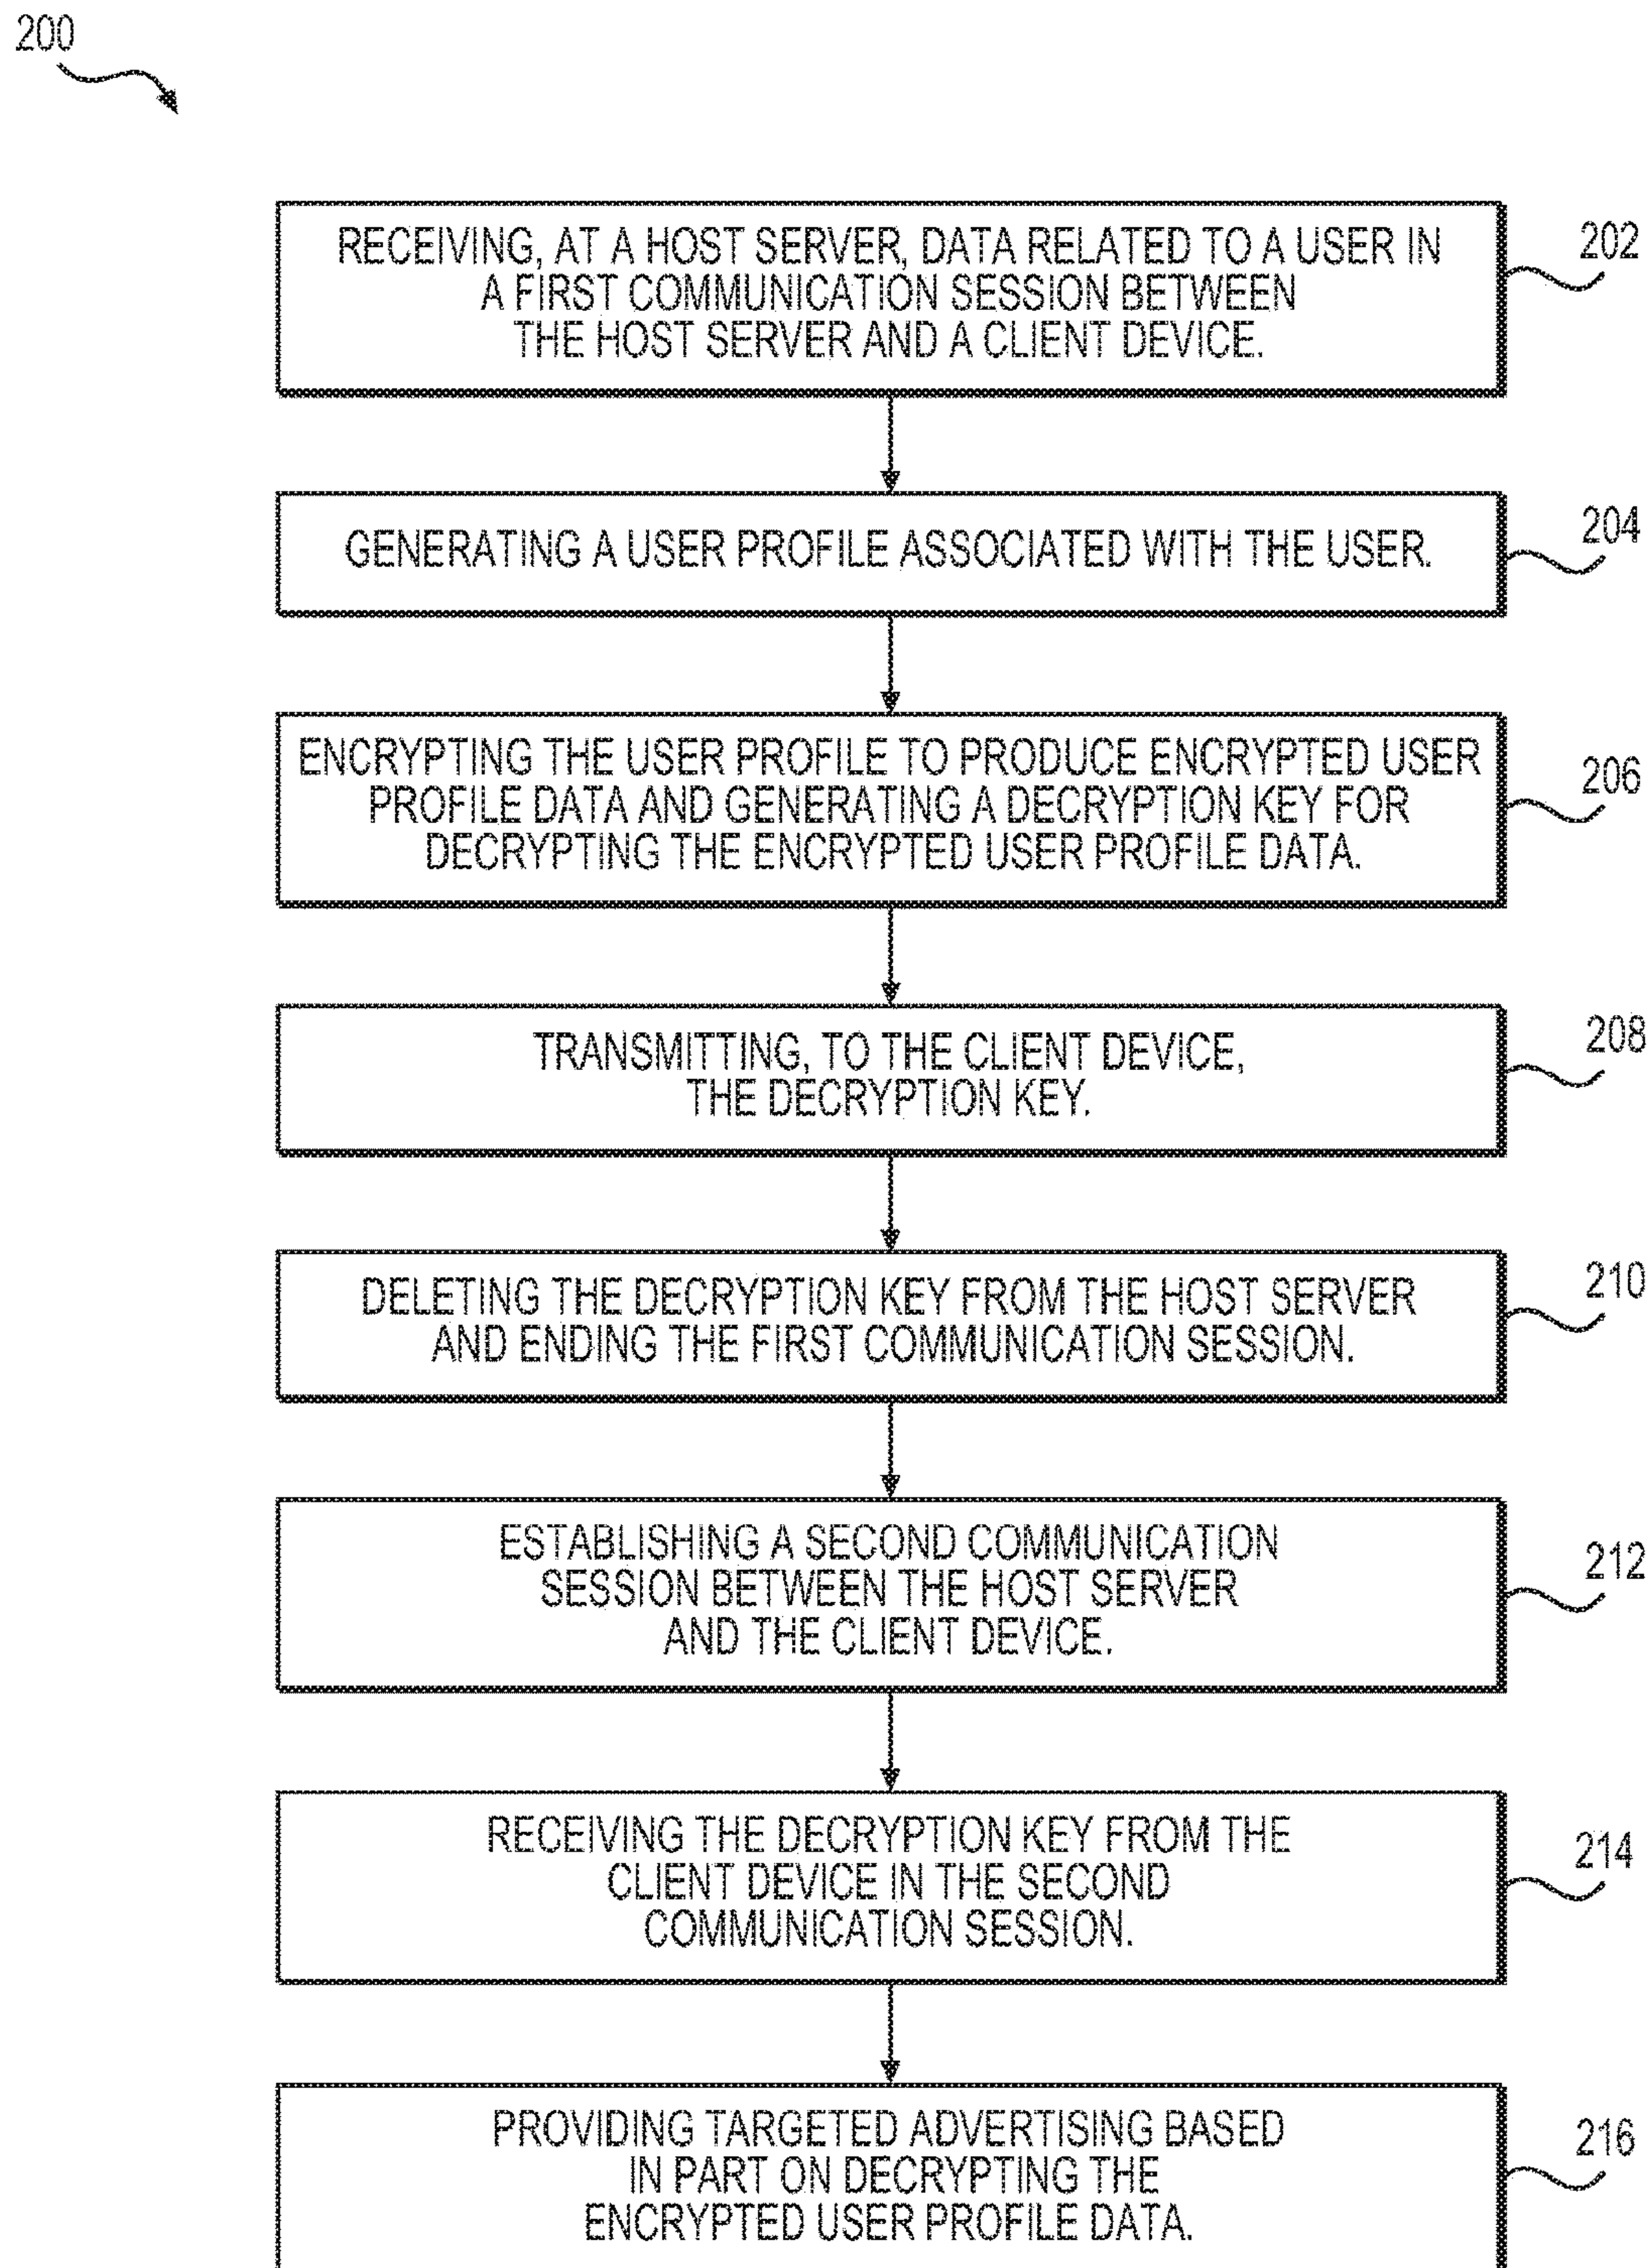 200
RECEIVING, AT A HOST SERVER, DATA RELATED TO A USER IN
A FIRST COMMUNICATION SESSION BETWEEN
THE HOST SERVER AND A CLIENT DEVICE.
202
GENERATING A USER PROFILE ASSOCIATED WITH THE USER.
204
ENCRYPTING THE USER PROFILE TO PRODUCE ENCRYPTED USER
PROFILE DATA AND GENERATING A DECRYPTION KEY FOR
DECRYPTING THE ENCRYPTED USER PROFILE DATA.
206
TRANSMITTING, TO THE CLIENT DEVICE,
THE DECRYPTION KEY.
208
DELETING THE DECRYPTION KEY FROM THE HOST SERVER
AND ENDING THE FIRST COMMUNICATION SESSION.
210
ESTABLISHING A SECOND COMMUNICATION
SESSION BETWEEN THE HOST SERVER
AND THE CLIENT DEVICE.
212
RECEIVING THE DECRYPTION KEY FROM THE
CLIENT DEVICE IN THE SECOND
COMMUNICATION SESSION.
214
PROVIDING TARGETED ADVERTISING BASED
IN PART ON DECRYPTING THE
ENCRYPTED USER PROFILE DATA.
216